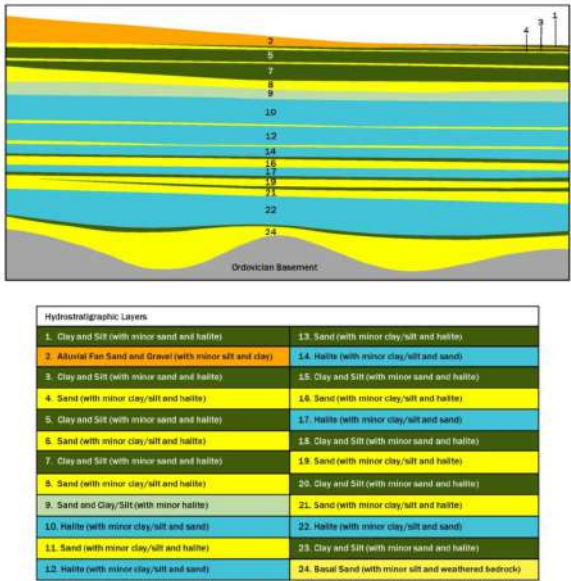 1
3
4
2
5
7
8
9
10
12
14
16
17
19
21
22
24
Ordovician Basement
Hydrostratigraphic Layers
1. Clay and Silt (with minor sand and halite)
2. Alluvial Fan Sand and Gravel (with minor silt and clay)
3. Clay and Silt (with minor sand and halite)
4. Sand (with minor clay/silt and halite)
5. Clay and Silt (with minor sand and halite)
6. Sand (with minor clay/silt and halite)
7. Clay and Silt (with minor sand and halite)
8. Sand (with minor clay/silt and halite)
9. Sand and Clay/Silt (with minor halite)
10. Halite (with minor clay/silt and sand)
11. Sand (with minor clay/silt and halite)
12. Halite (with minor clay/silt and sand)
13. Sand (with minor clay/silt and halite)
14. Halite (with minor clay/silt and sand)
15. Clay and Silt (with minor sand and halite)
16. Sand (with minor clay/silt and halite)
17. Halite (with minor clay/silt and sand)
18. Clay and Silt (with minor sand and halite)
19. Sand (with minor clay/silt and halite)
20. Clay and Silt (with minor sand and halite)
21. Sand (with minor clay/silt and halite)
22. Halite (with minor clay/silt and sand)
23. Clay and Silt (with minor sand and halite)
24. Basal Sand (with minor silt and weathered bedrock)